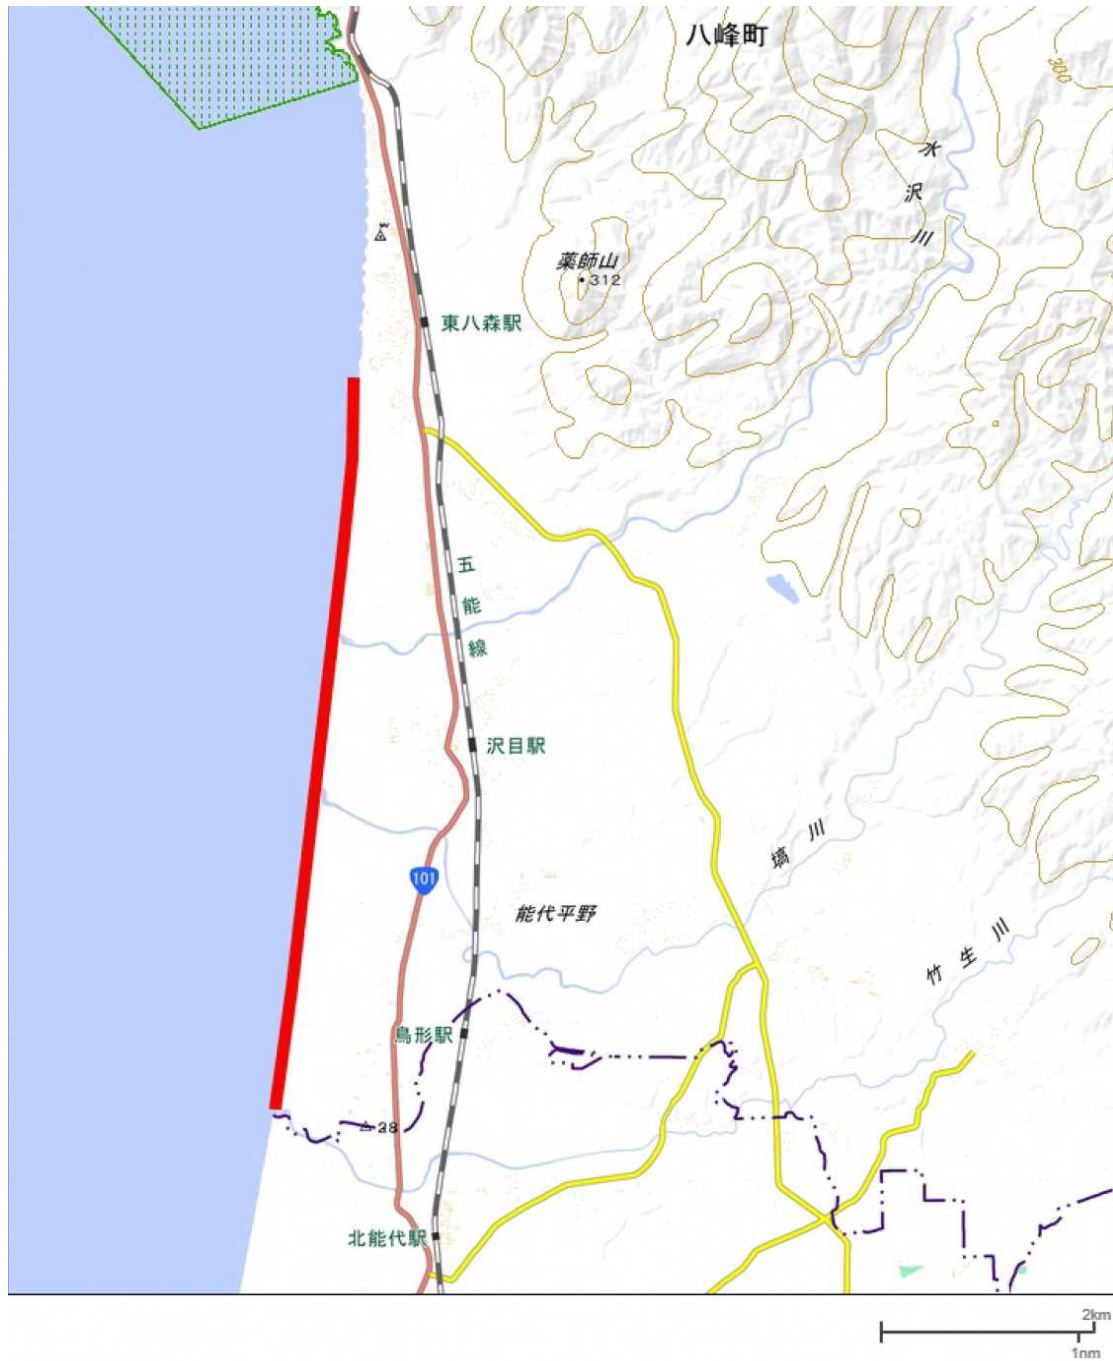 八峰町
300
水沢川
薬師山
312
東八森駅
五能線
沢目駅
塙川
101
能代平野
竹生川
鳥形駅
28
北能代駅
2km
1nm